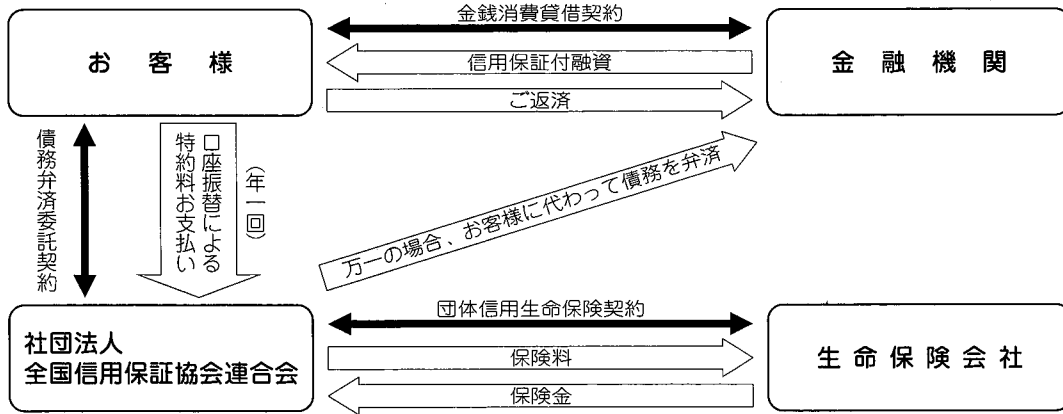 金銭消費貸借契約
お客様
信用保証付融資
金融機関
ご返済
債務弁済委託契約
口座振替による
特約料お支払い
(年一回)
万一の場合、お客様に代わって債務を弁済
団体信用生命保険契約
社団法人
全国信用保証協会連合会
保険料
生命保険会社
保険金